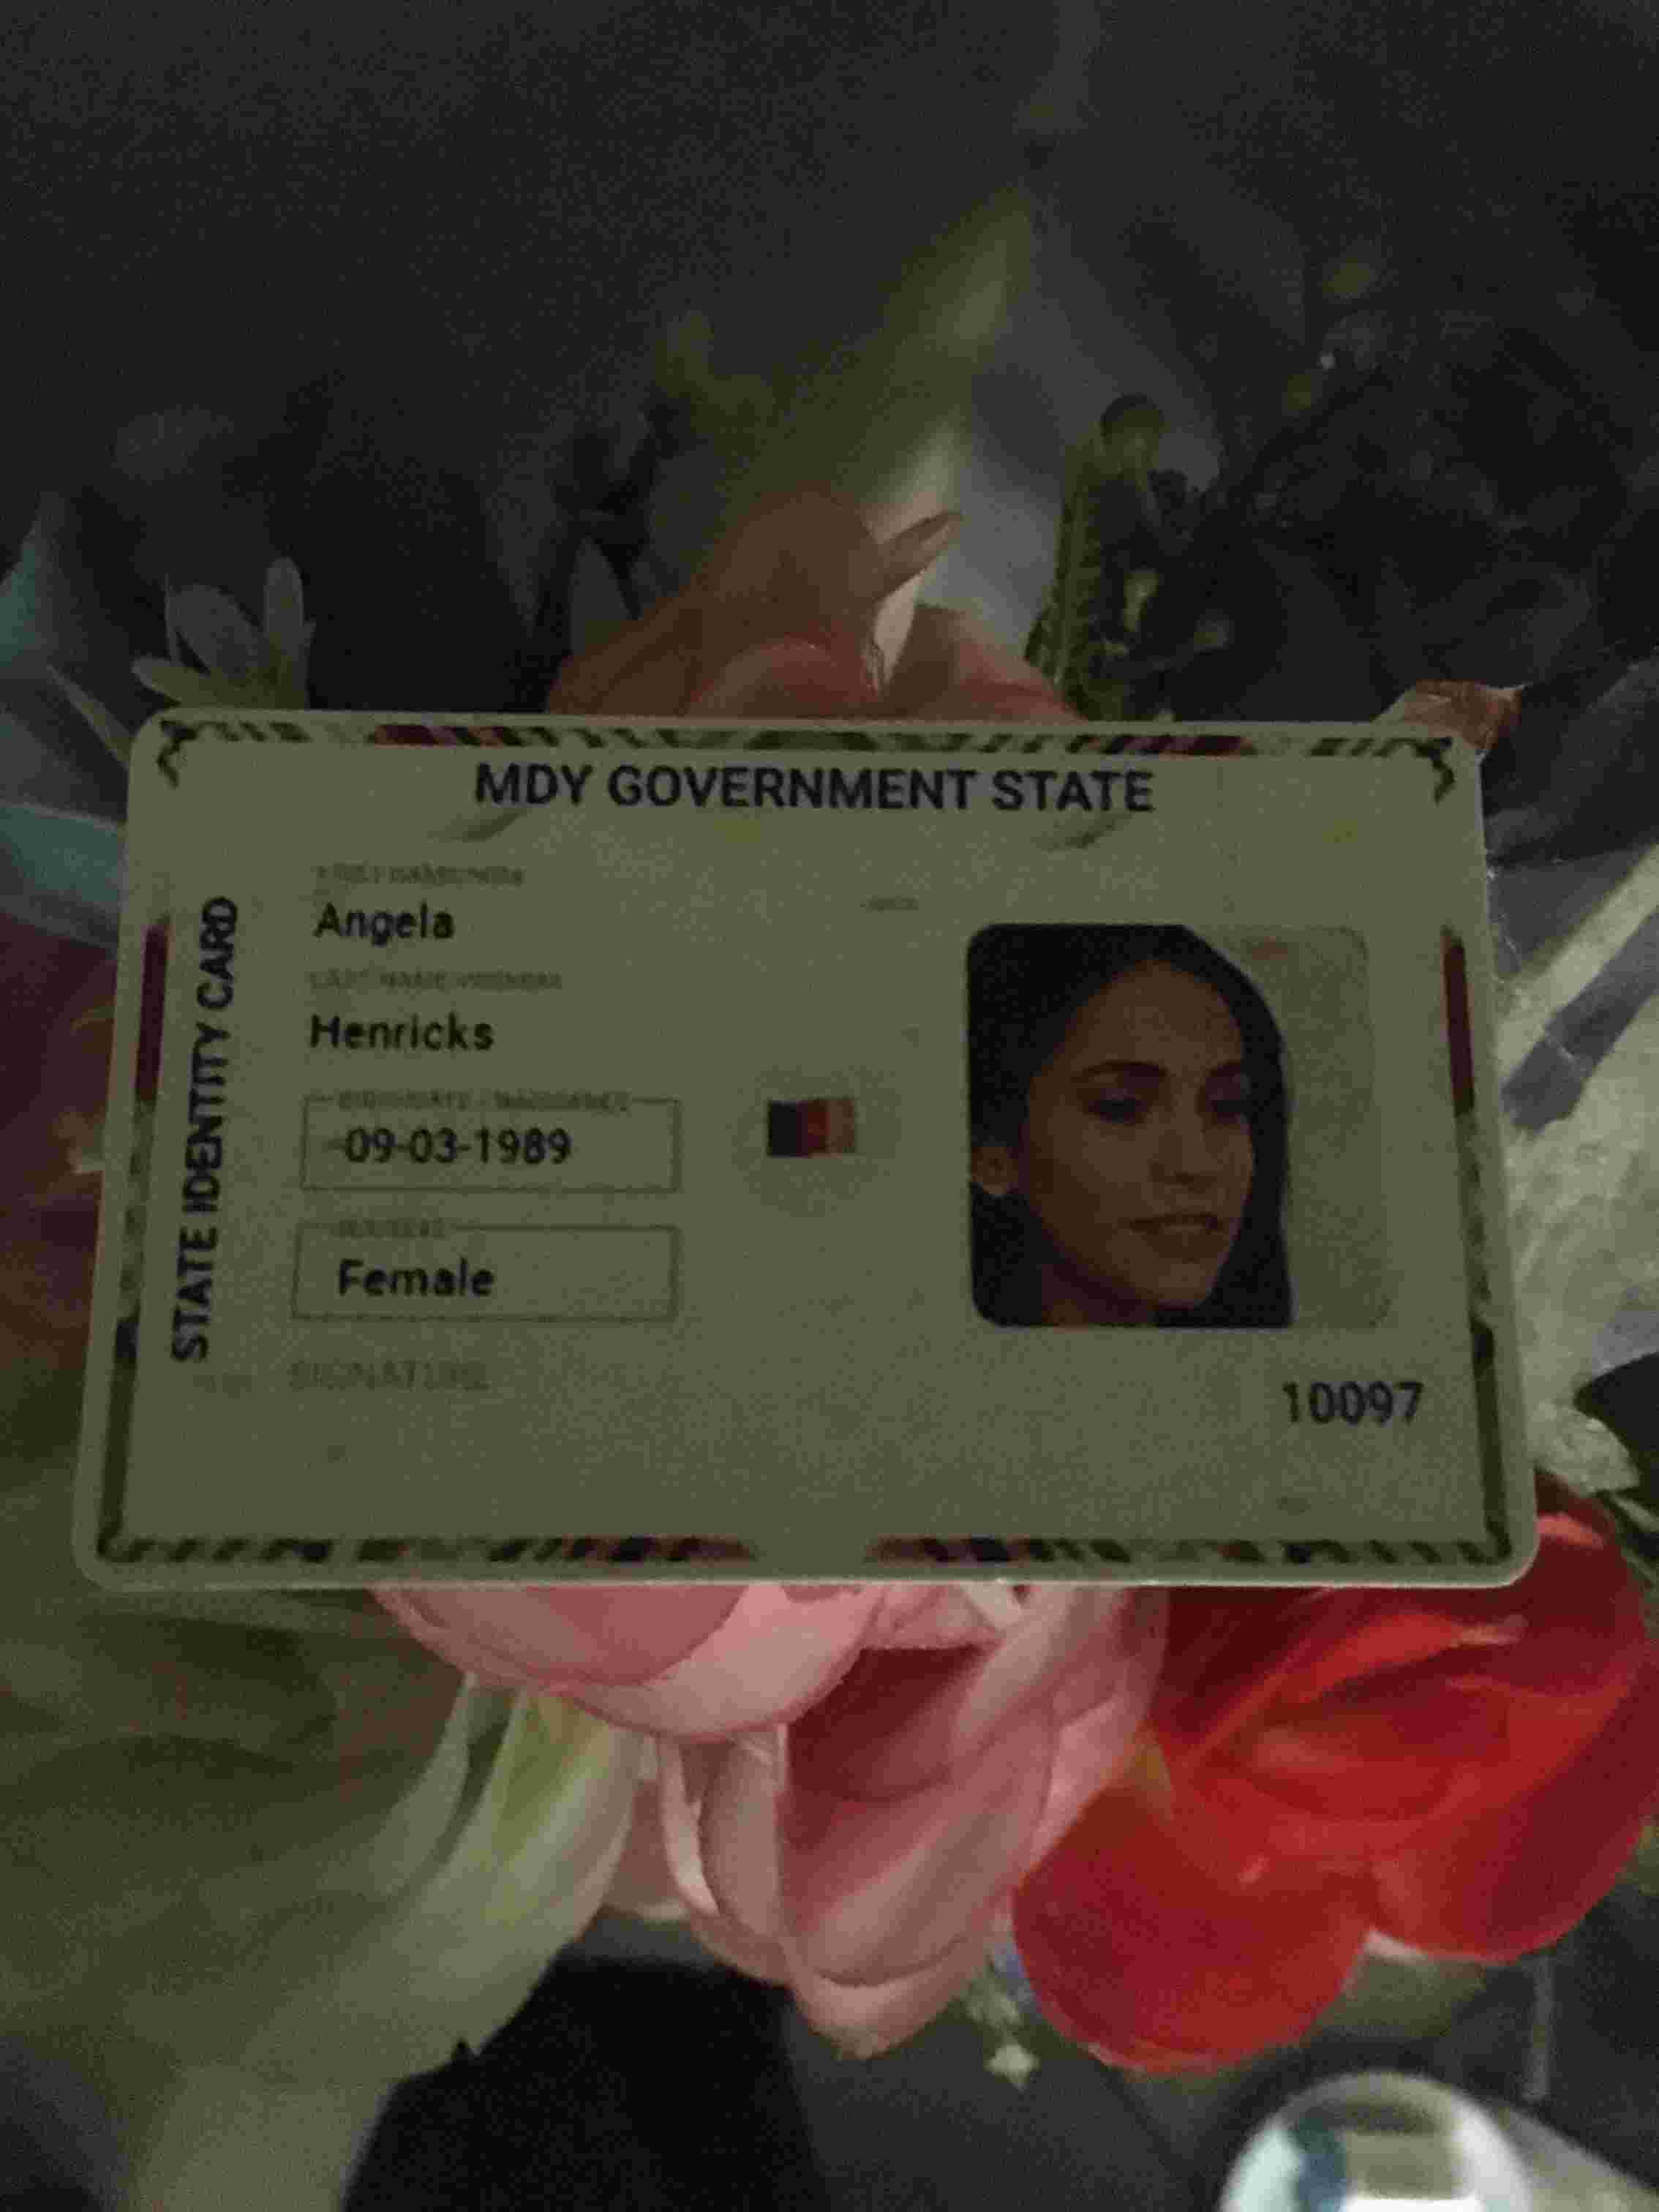 MDY GOVERNMENT STATE
STATE IDENTITY CARD
Angela
Henricks
09-03-1989
Female
SIGNATURE
10097